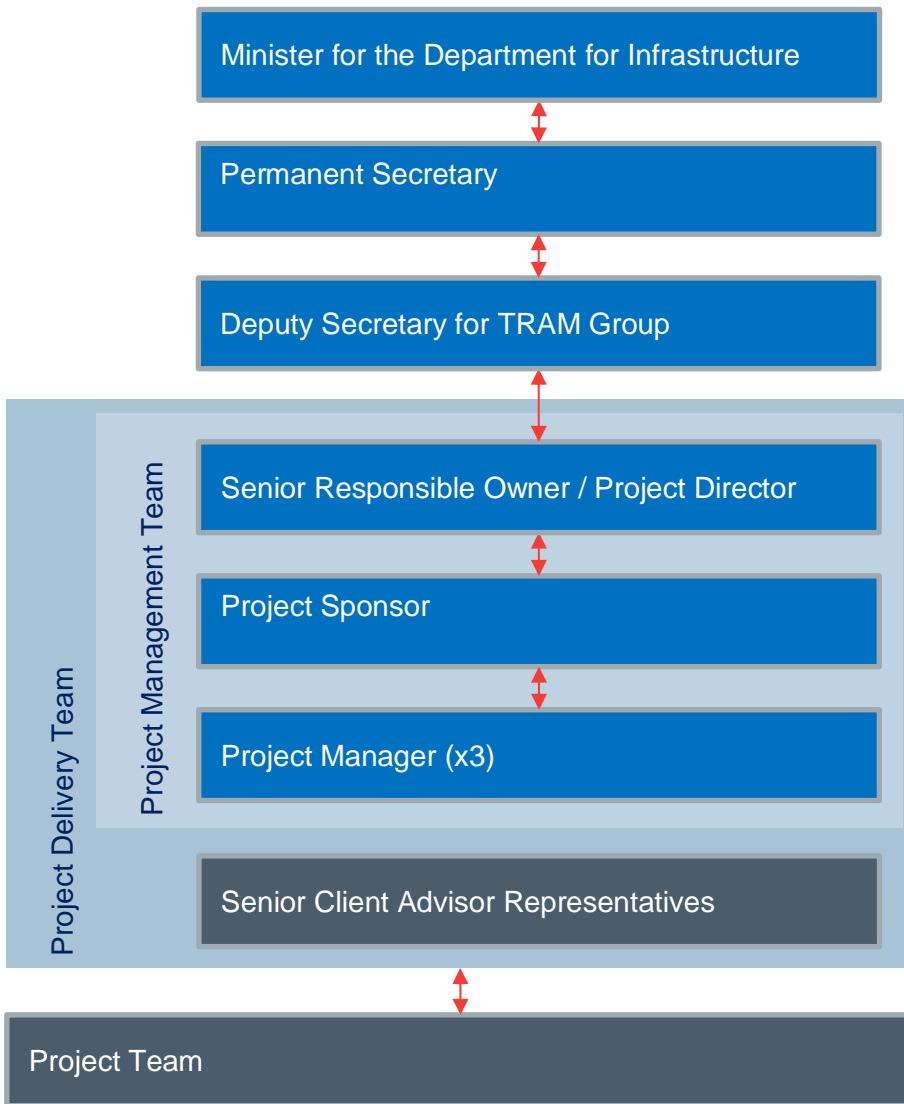 Minister for the Department for Infrastructure
Permanent Secretary
Deputy Secretary for TRAM Group
Project Delivery Team
Project Management Team
Senior Responsible Owner / Project Director
Project Sponsor
Project Manager (x3)
Senior Client Advisor Representatives
Project Team